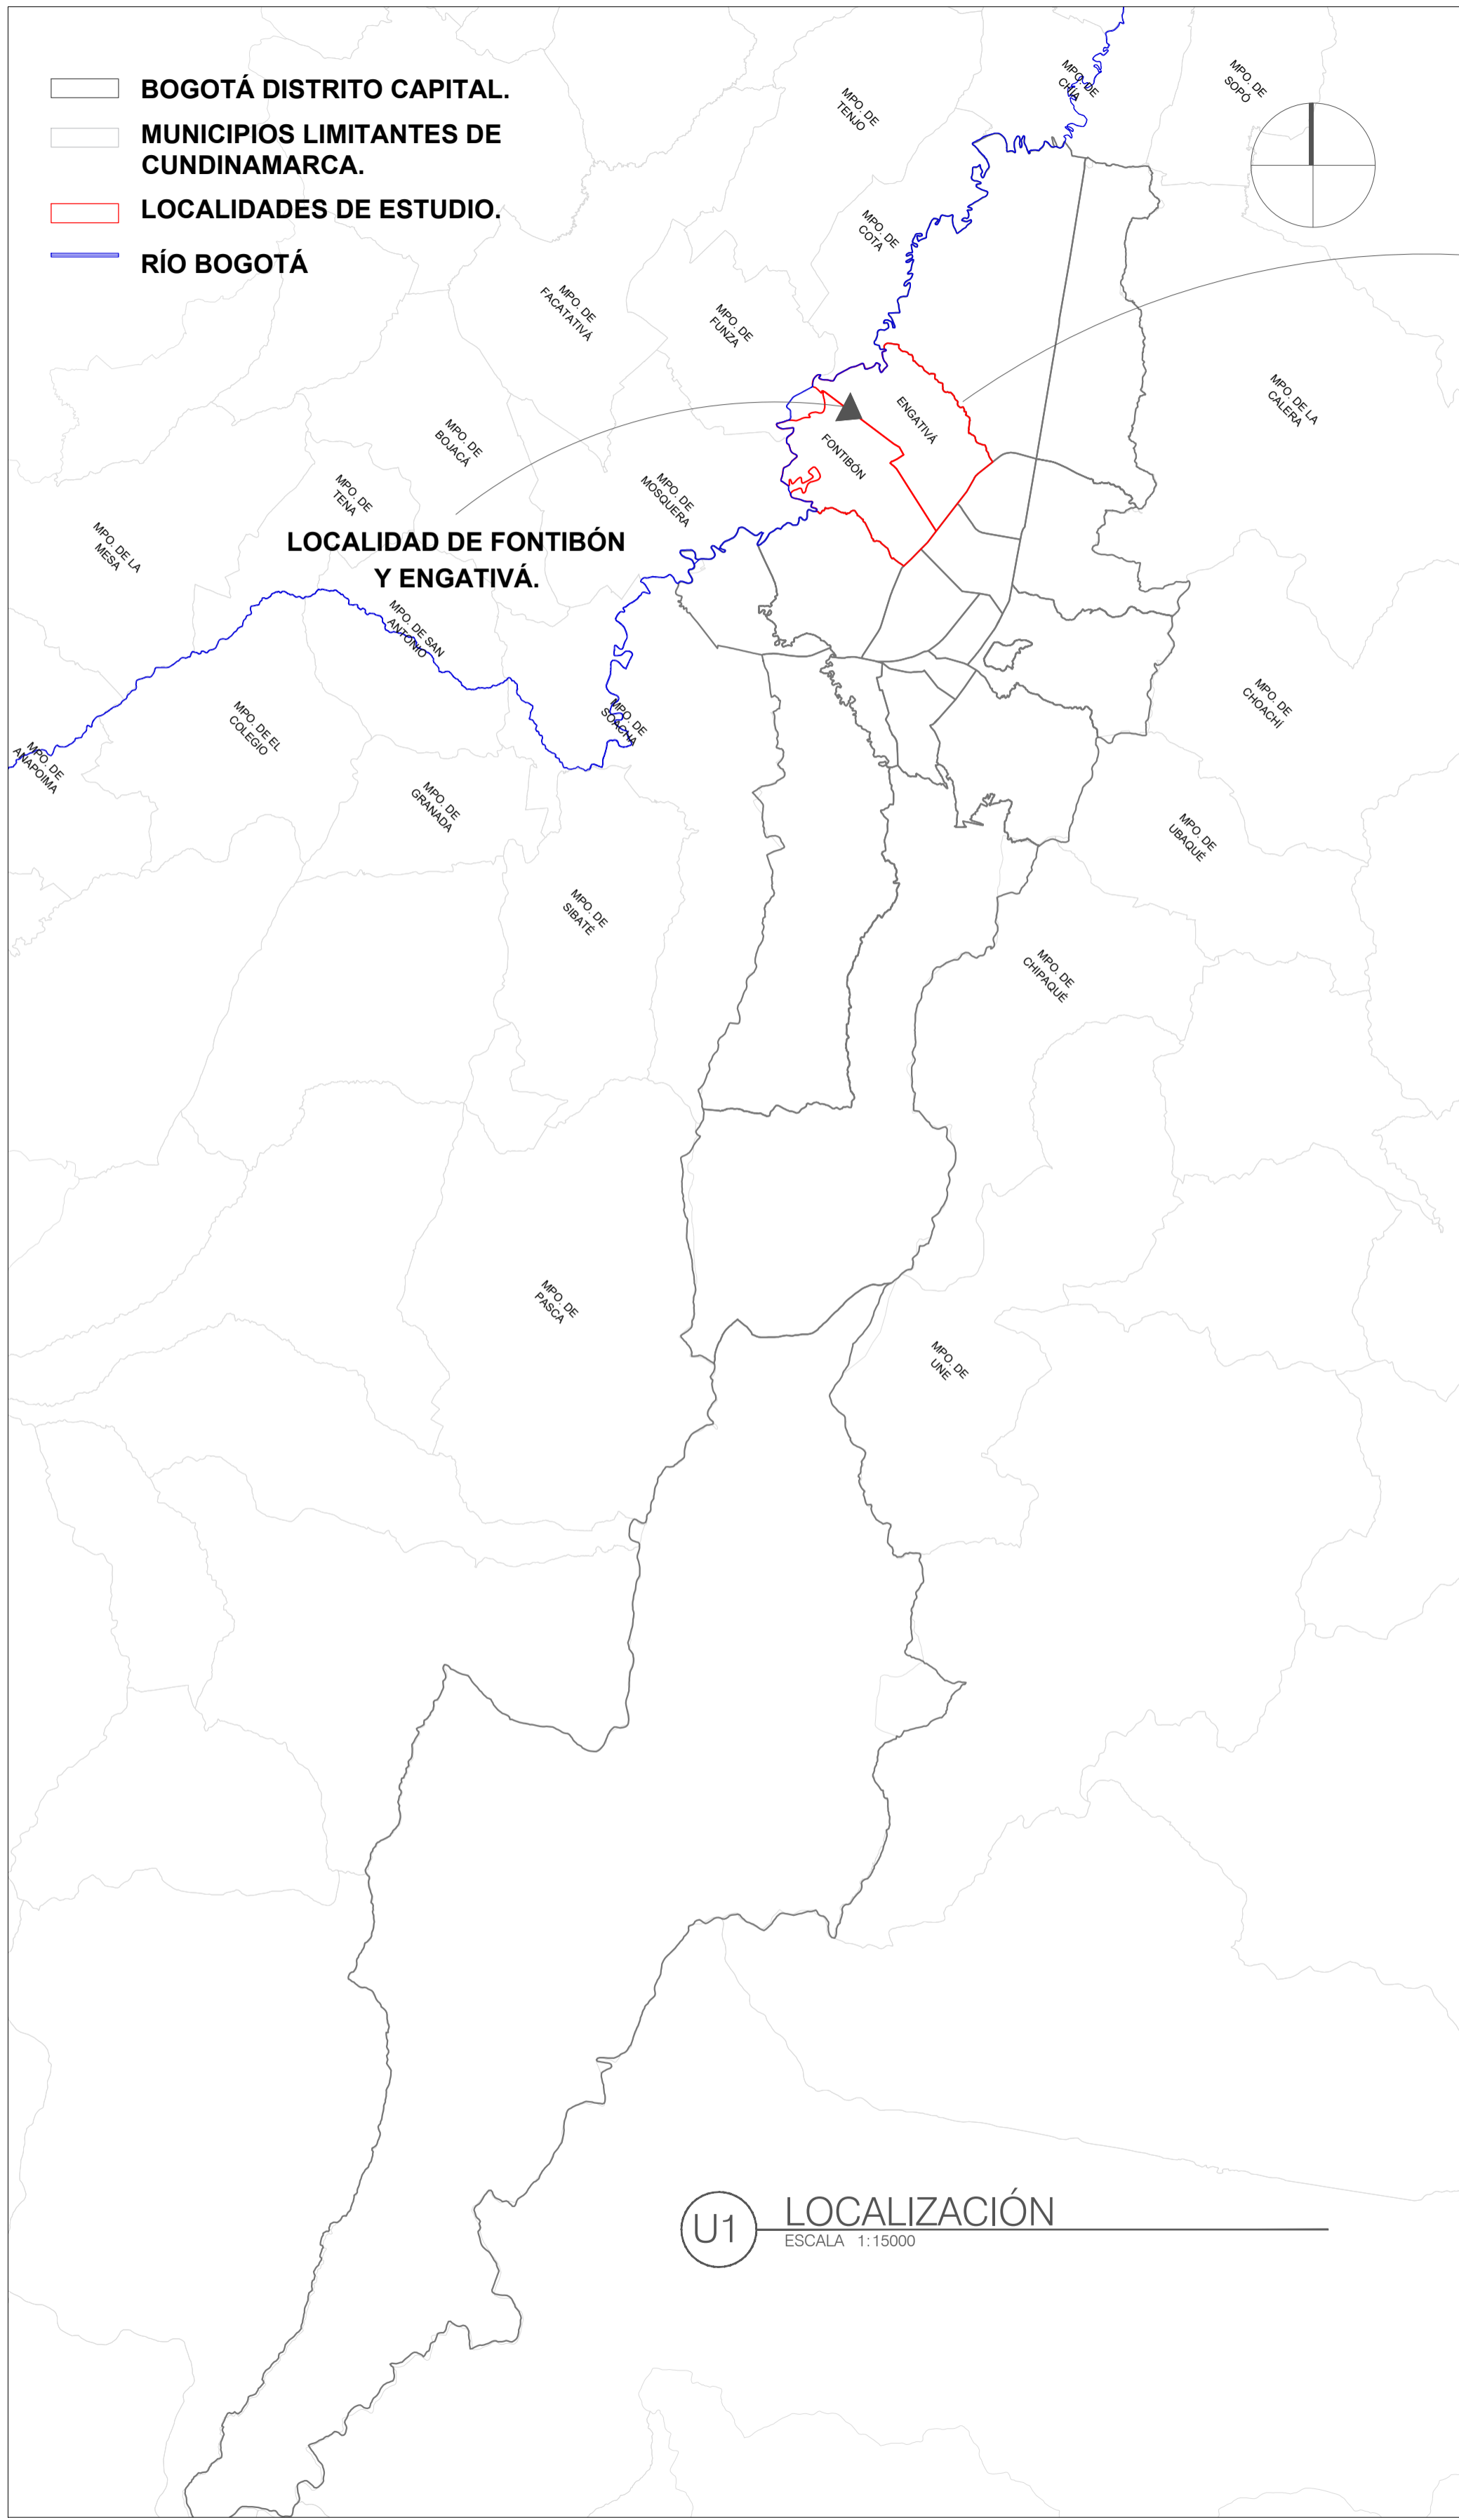 BOGOTÁ DISTRITO CAPITAL.
MUNICIPIOS LIMITANTES DE
CUNDINAMARCA.
LOCALIDADES DE ESTUDIO.
RÍO BOGOTÁ
MPO. DE
CHÍA
MPO. DE
SOPÓ
MPO. DE
TENJO
MPO. DE
COTA
MPO. DE
FACATATIVÁ
MPO. DE
FUNZA
MPO. DE LA
CALERA
ENGATIVÁ
FONTIBÓN
MPO. DE
BOJACÁ
MPO. DE
TENA
MPO. DE
MOSQUERA
MPO. DE LA
MESA
LOCALIDAD DE FONTIBÓN
Y ENGATIVÁ.
MPO. DE SAN
ANTONIO
MPO. DE EL
COLEGIO
MPO. DE
SOACHA
MPO. DE
CHOACHÍ
MPO. DE
ANAPOIMA
MPO. DE
GRANADA
MPO. DE
UBAQUÉ
MPO. DE
SIBATÉ
MPO. DE
CHIPAQUÉ
MPO. DE
PASCA
MPO. DE
UNE
U1
LOCALIZACIÓN
ESCALA 1:15000